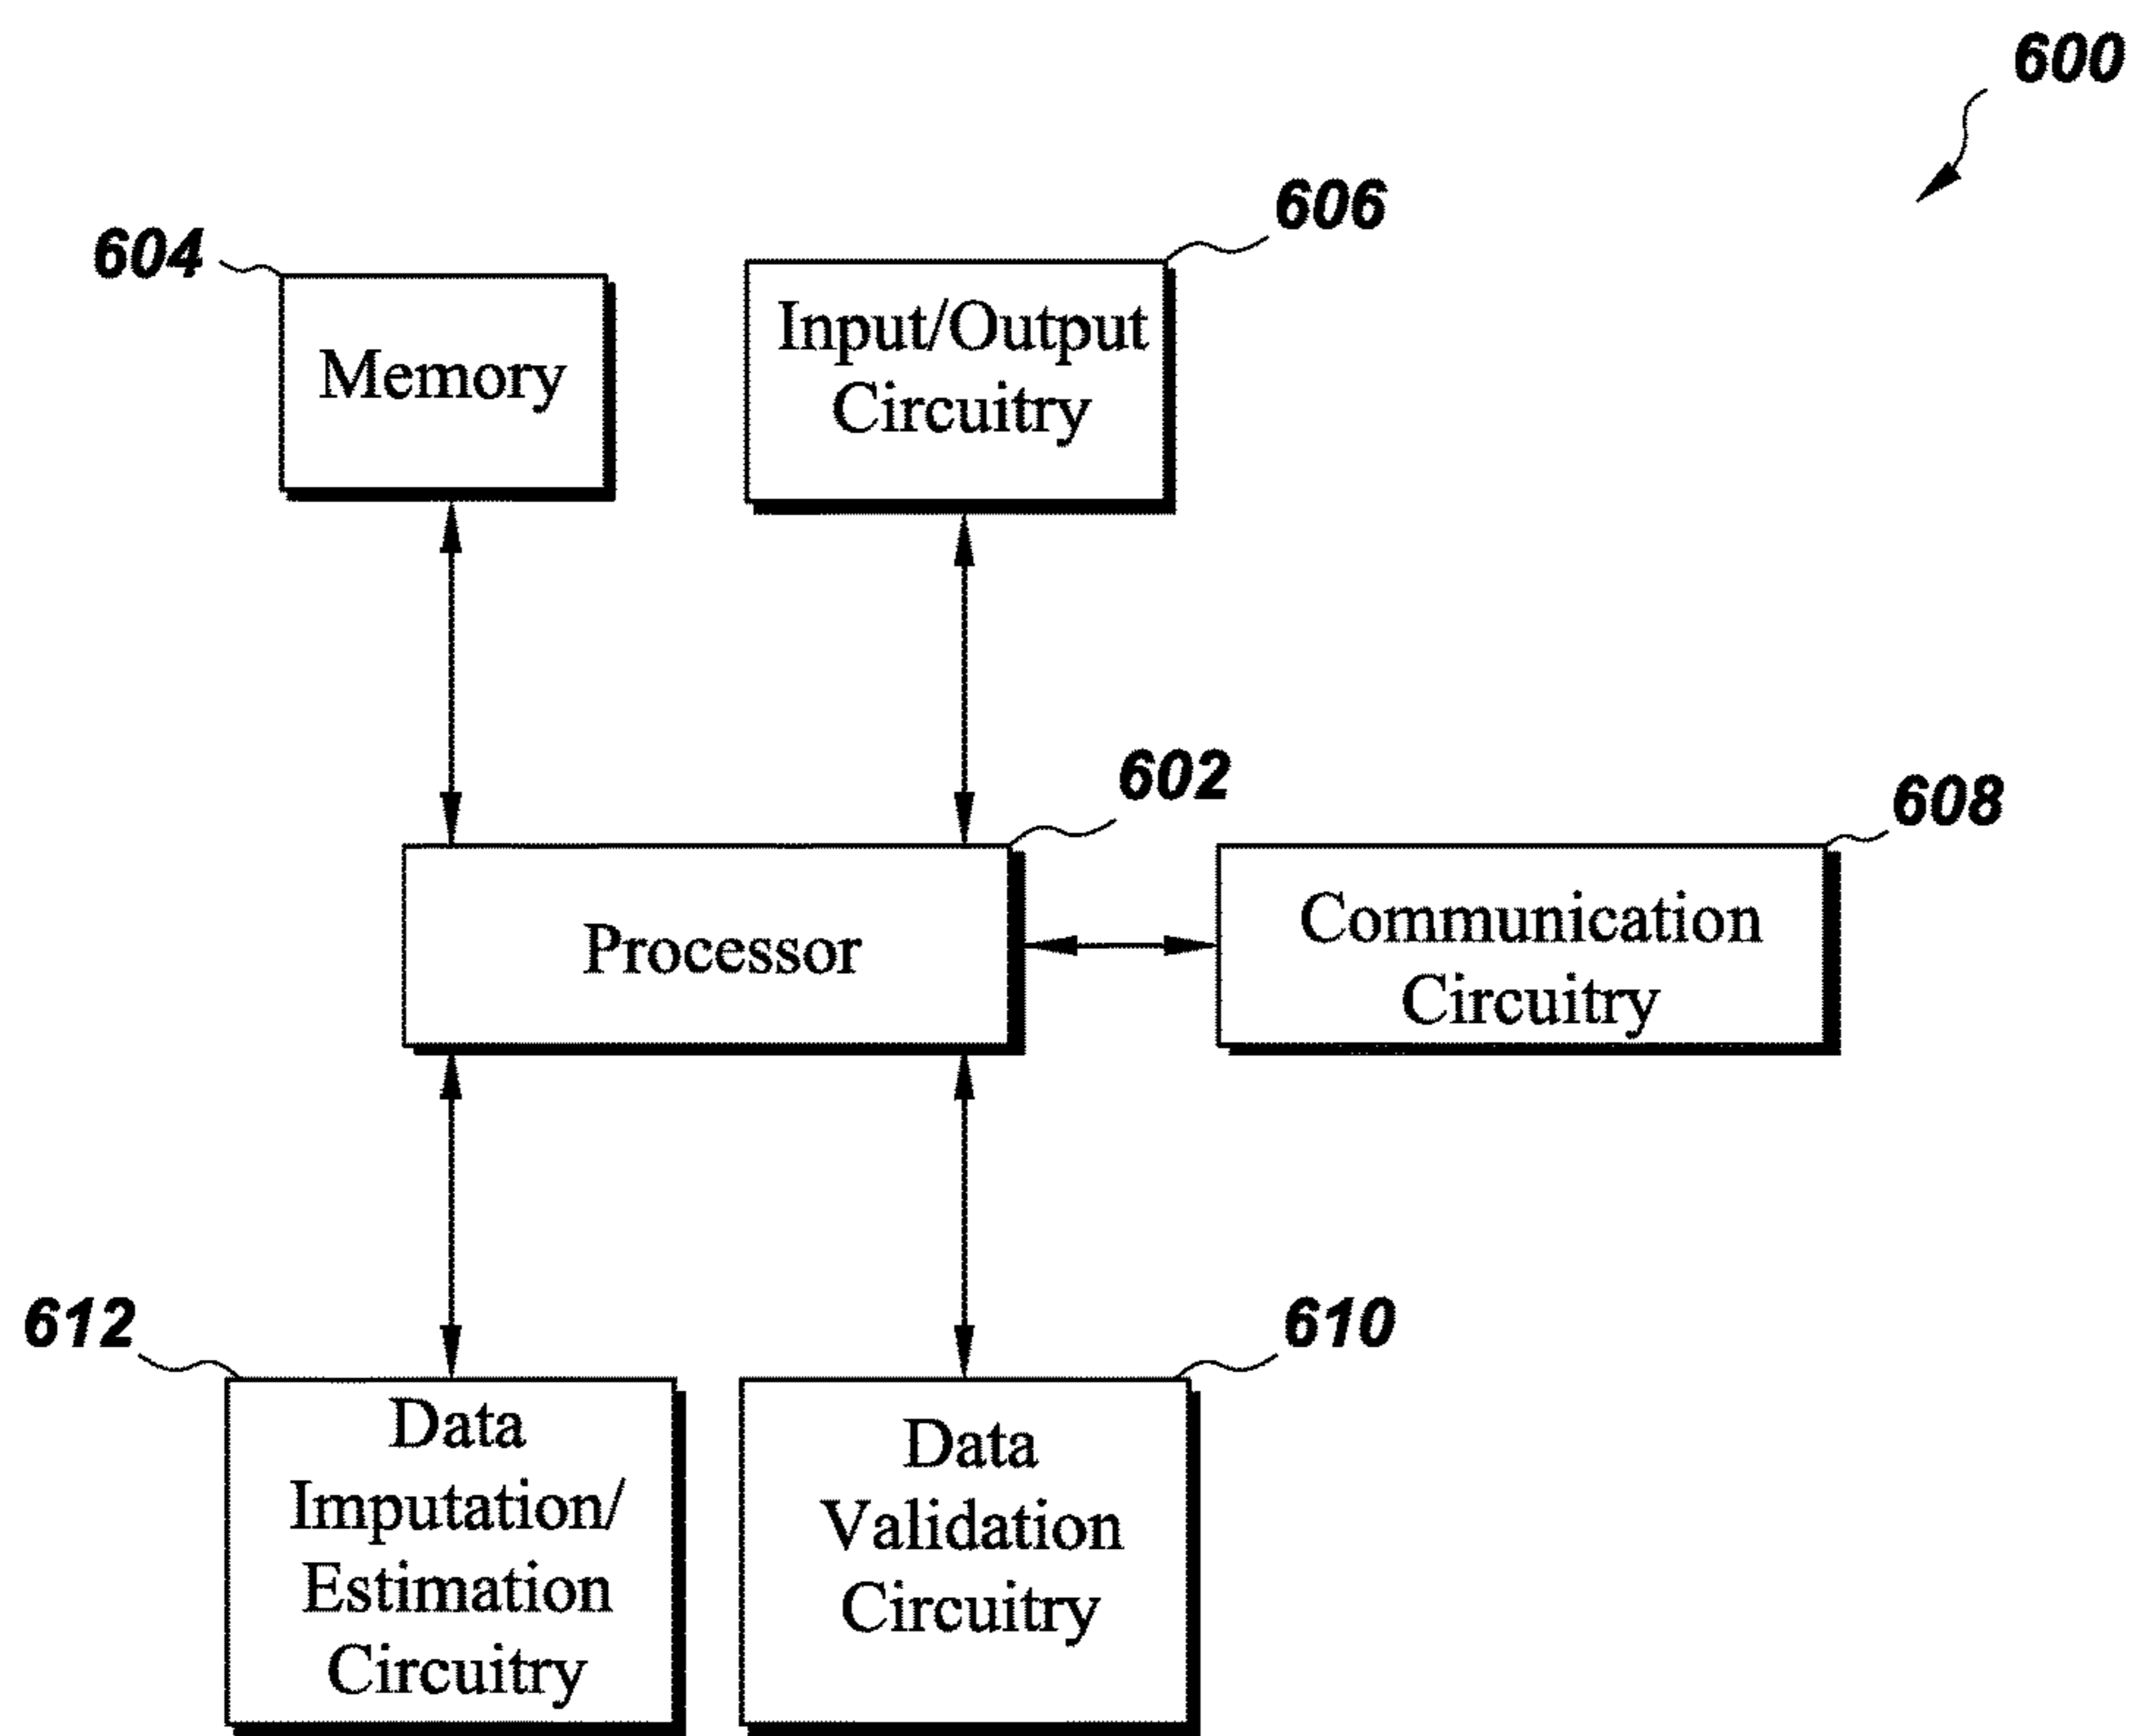 600
606
604
Input/Output
Circuitry
Memory
602
608
Communication
Circuitry
Processor
612
610
Data
Imputation/
Estimation
Circuitry
Data
Validation
Circuitry